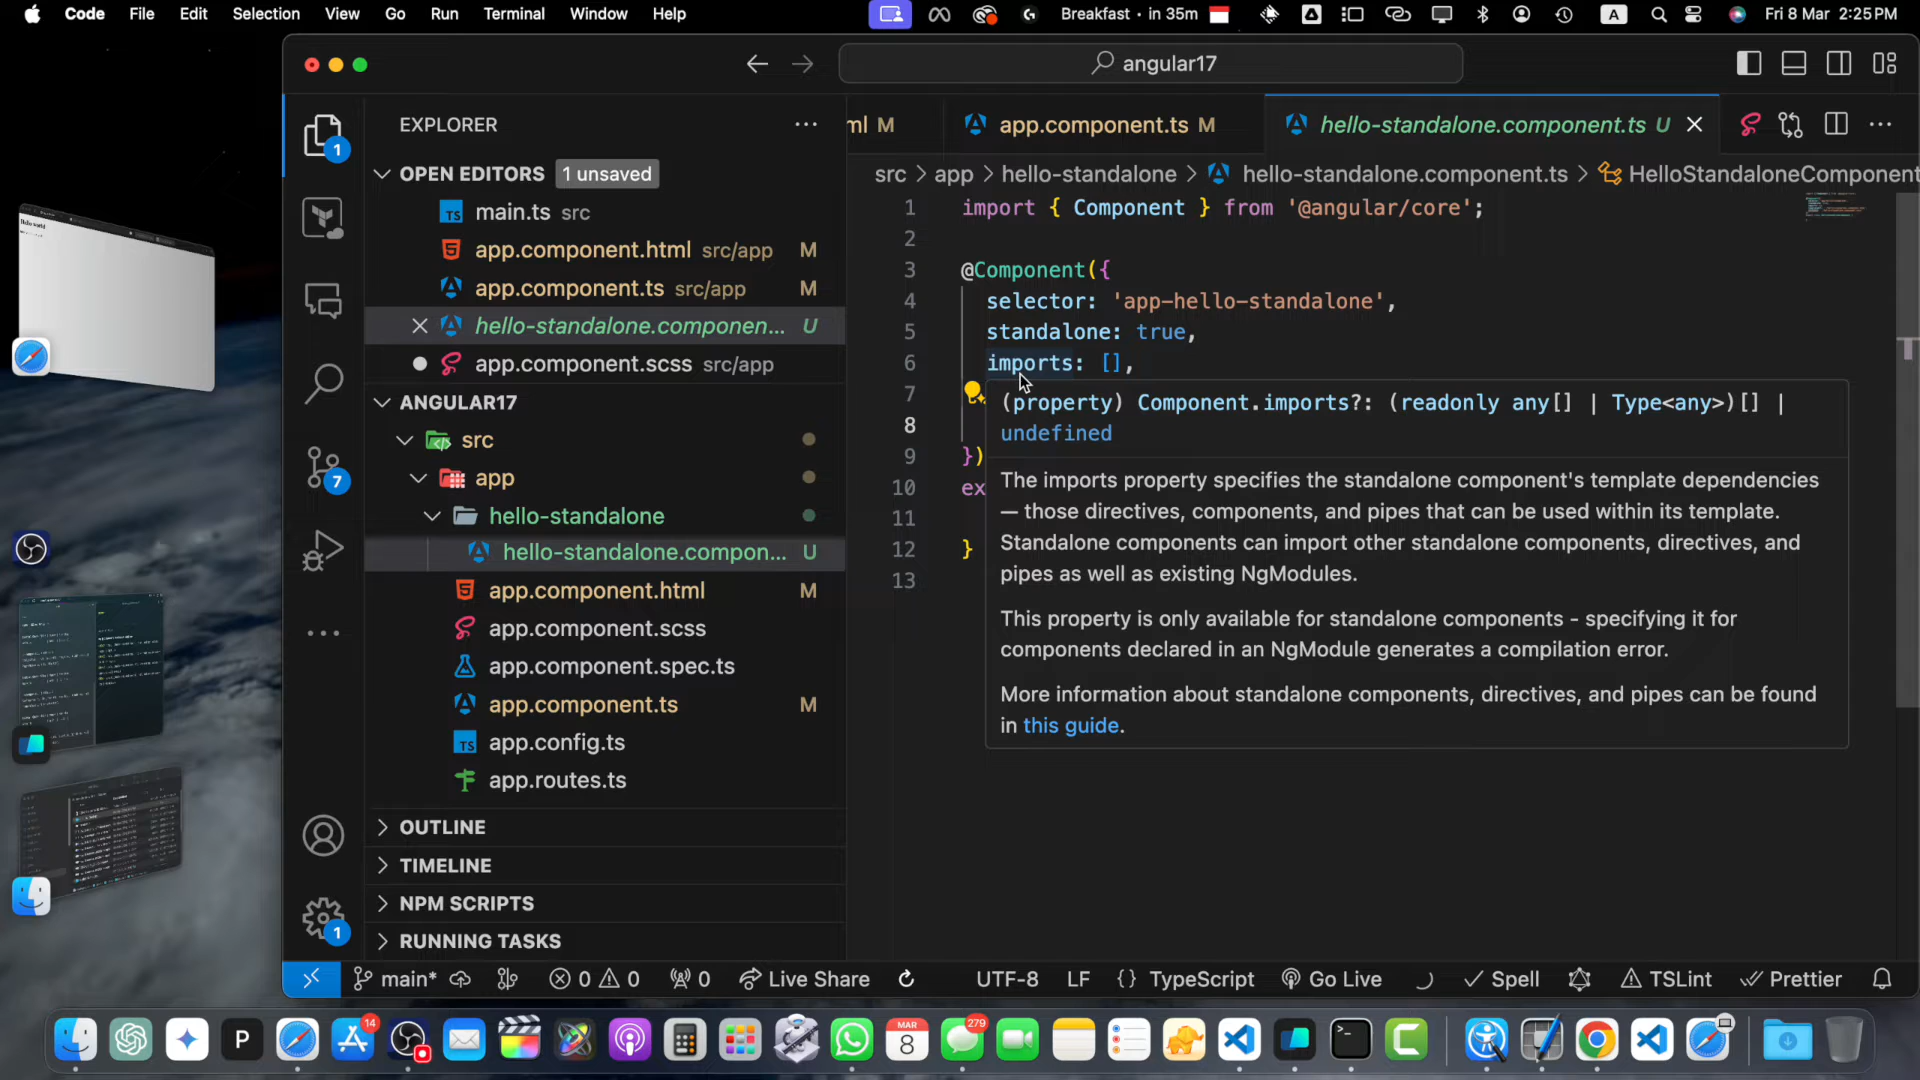 Code File Edit Selection View Go Run Terminal Window Help
Breakfast · in 35m
A
Fri 8 Mar 2:25 PM
angular17
EXPLORER
1
OPEN EDITORS 1 unsaved
main.ts src
app.component.html src/app M
app.component.ts src/app M
hello-standalone.componen... U
app.component.scss src/app
ANGULAR17
src
app
7
hello-standalone
hello-standalone.compon... U
app.component.html M
app.component.scss
app.component.spec.ts
app.component.ts M
app.config.ts
app.routes.ts
OUTLINE
TIMELINE
NPM SCRIPTS
1
RUNNING TASKS
ml M app.component.ts M hello-standalone.component.ts U
src > app > hello-standalone > hello-standalone.component.ts > HelloStandaloneComponent
1 import { Component } from '@angular/core';
2
3 @Component({
4 selector: 'app-hello-standalone',
5 standalone: true,
6 imports: [],
7
8
9 })
10 ex
11
12 }
13
(property) Component.imports?: (readonly any[] | Type<any>)[] |
undefined
The imports property specifies the standalone component's template dependencies
— those directives, components, and pipes that can be used within its template.
Standalone components can import other standalone components, directives, and
pipes as well as existing NgModules.
This property is only available for standalone components - specifying it for
components declared in an NgModule generates a compilation error.
More information about standalone components, directives, and pipes can be found
in this guide.
main* 0 0 0 Live Share UTF-8 LF {} TypeScript Go Live Spell TSLint Prettier
P
14
MAR
8
279